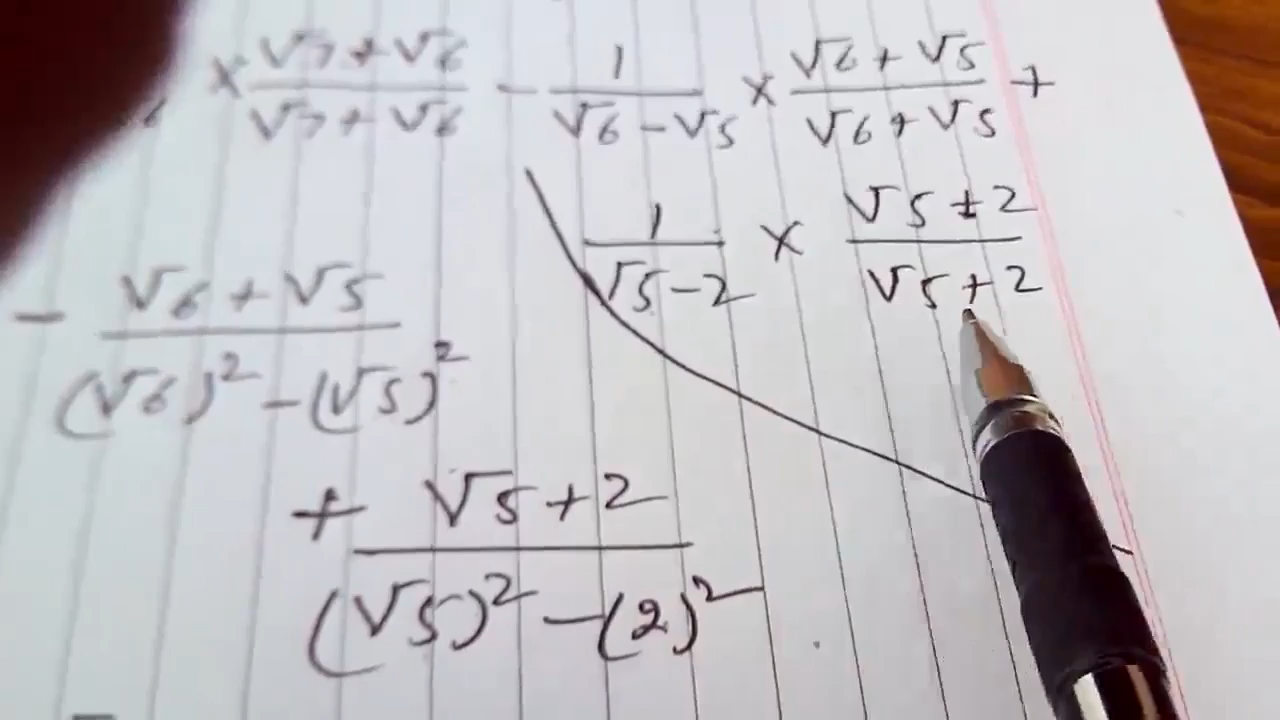 × (√7 + √6)/(√7 + √6) - 1/(√6 - √5) × (√6 + √5)/(√6 + √5) +
1/(√5 - 2) × (√5 + 2)/(√5 + 2)
- (√6 + √5)/((√6)² - (√5)²)
+ (√5 + 2)/((√5)² - (2)²)